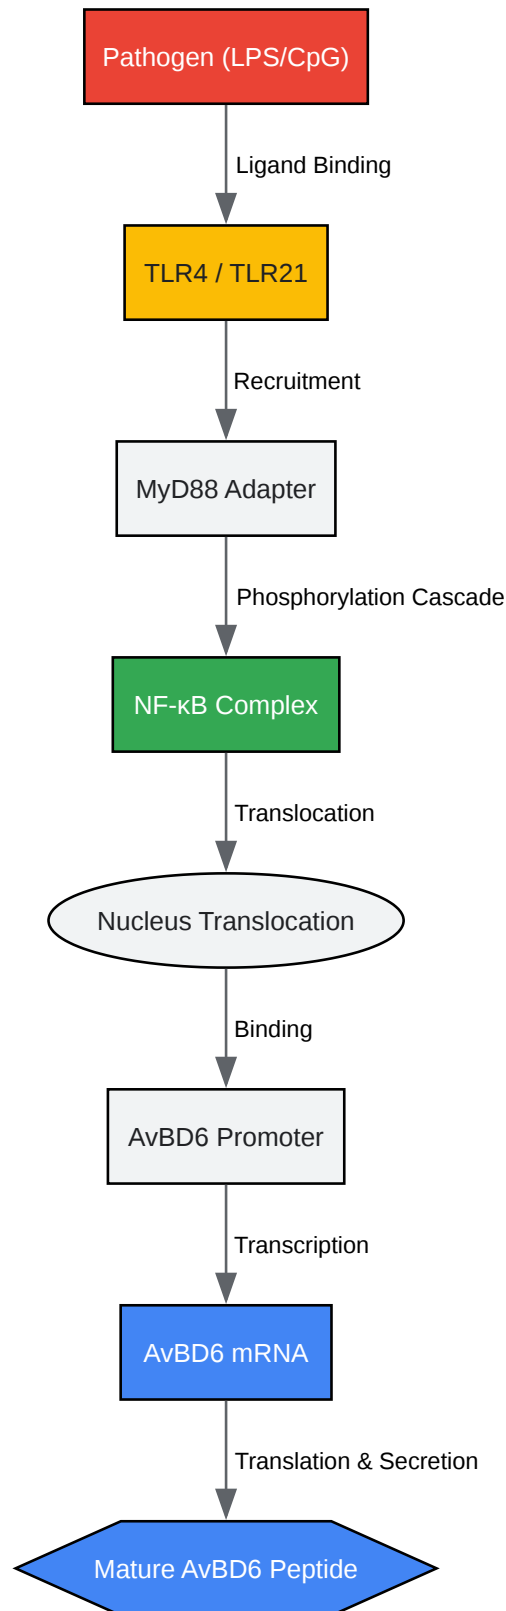 Pathogen (LPS/CpG)
Ligand Binding
TLR4 / TLR21
Recruitment
MyD88 Adapter
Phosphorylation Cascade
NF-κB Complex
Translocation
Nucleus Translocation
Binding
AvBD6 Promoter
Transcription
AvBD6 mRNA
Translation & Secretion
Mature AvBD6 Peptide